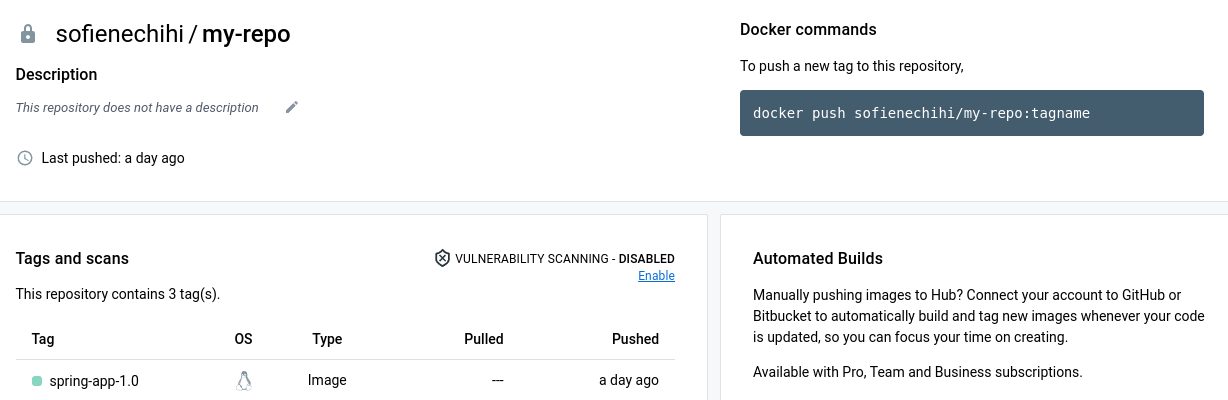 sofienechihi / my-repo
Description
This repository does not have a description
Last pushed: a day ago
Docker commands
To push a new tag to this repository,
docker push sofienechihi/my-repo:tagname
Tags and scans
VULNERABILITY SCANNING - DISABLED
Enable
This repository contains 3 tag(s).
Tag OS Type Pulled Pushed
spring-app-1.0 Image --- a day ago
Automated Builds
Manually pushing images to Hub? Connect your account to GitHub or
Bitbucket to automatically build and tag new images whenever your code
is updated, so you can focus your time on creating.
Available with Pro, Team and Business subscriptions.